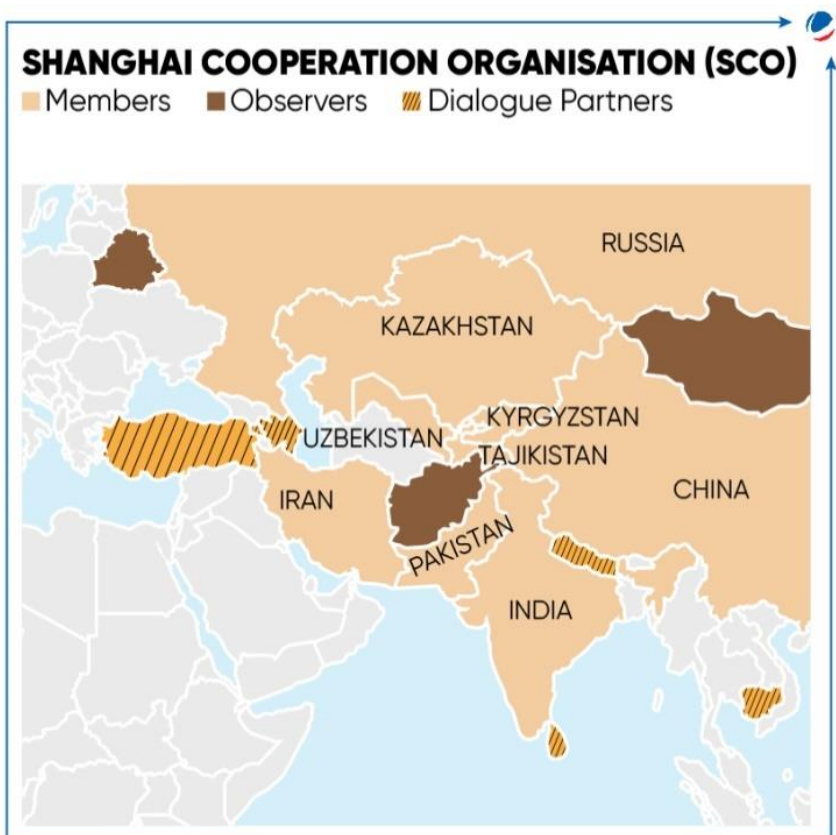 SHANGHAI COOPERATION ORGANISATION (SCO)
Members Observers Dialogue Partners
RUSSIA
KAZAKHSTAN
KYRGYZSTAN
UZBEKISTAN
TAJIKISTAN
CHINA
IRAN
PAKISTAN
INDIA